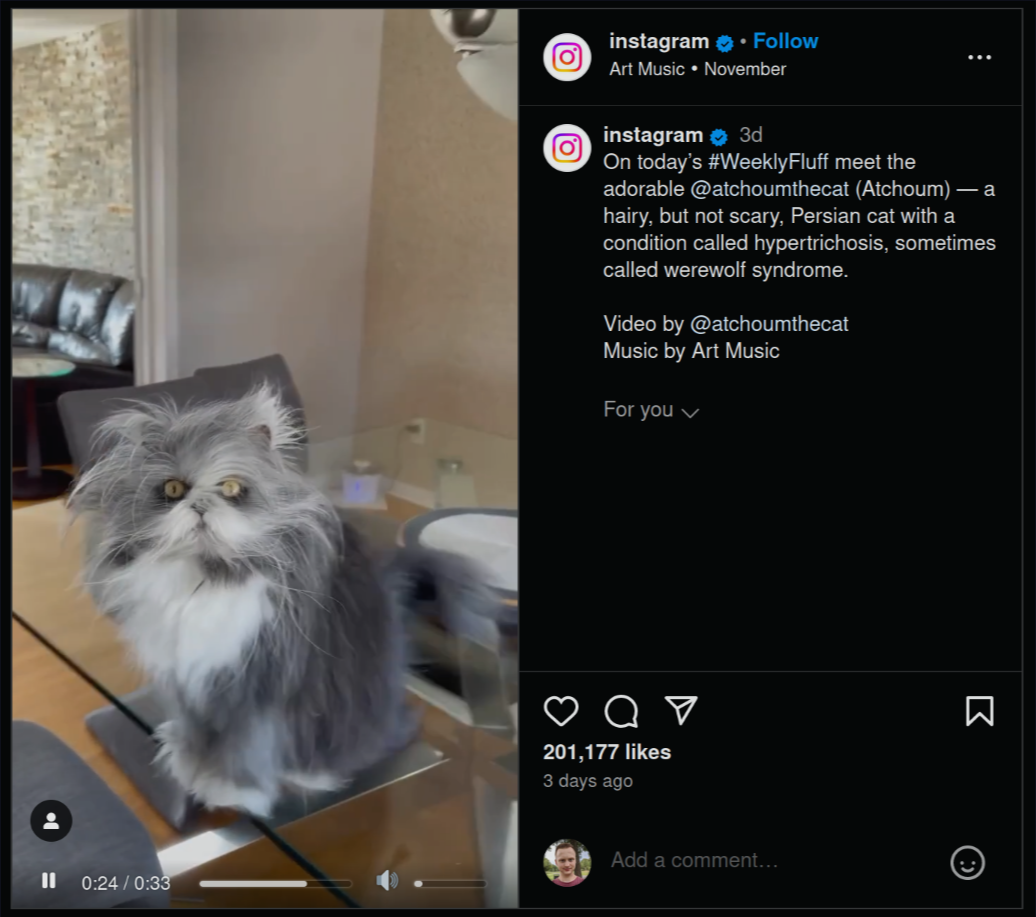 instagram • Follow
Art Music • November
instagram 3d
On today’s #WeeklyFluff meet the
adorable @atchoumthecat (Atchoum) — a
hairy, but not scary, Persian cat with a
condition called hypertrichosis, sometimes
called werewolf syndrome.
Video by @atchoumthecat
Music by Art Music
For you
201,177 likes
3 days ago
Add a comment…
0:24 / 0:33